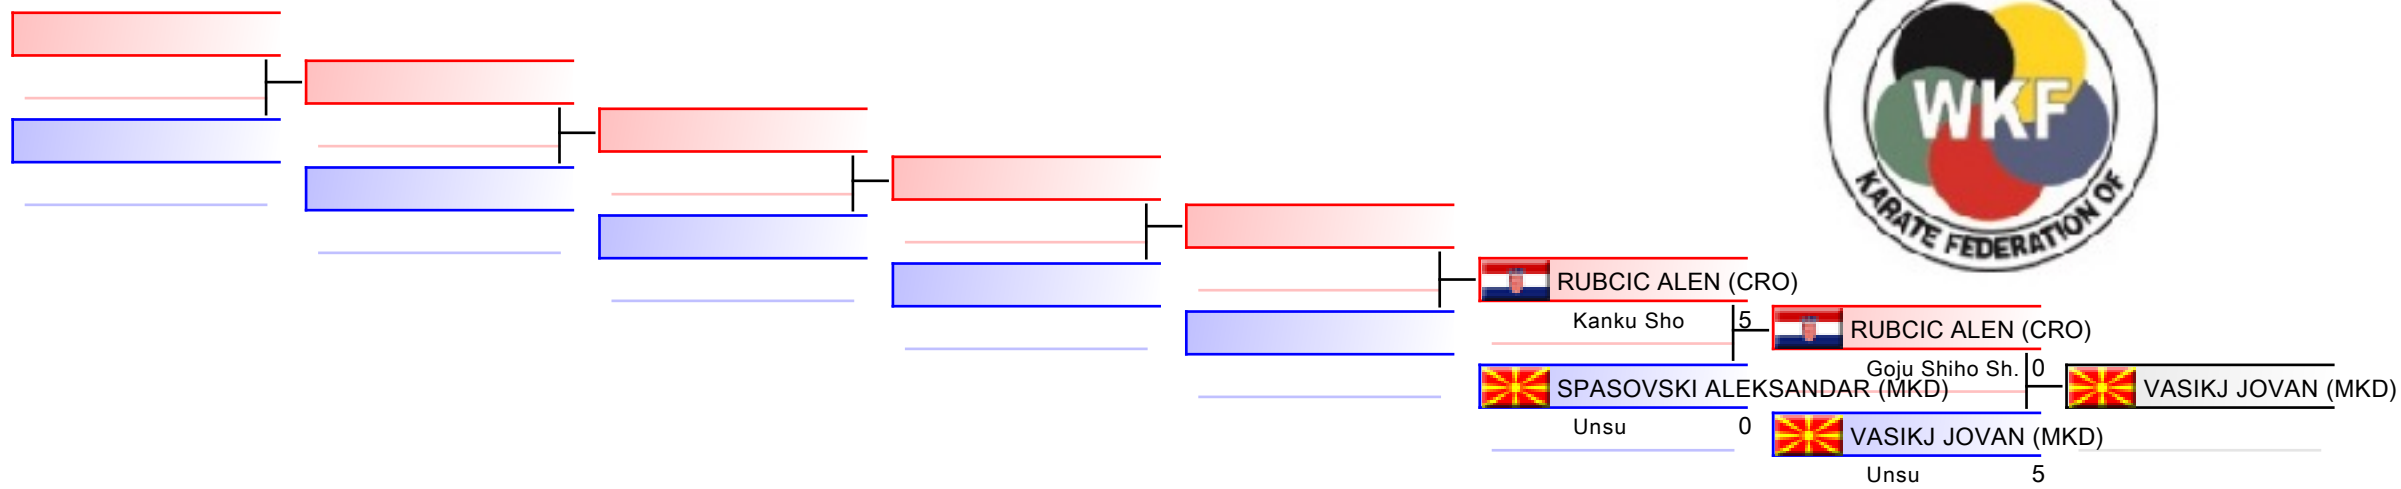 WKF
KARATE FEDERATION OF
RUBCIC ALEN (CRO)
Kanku Sho 5
RUBCIC ALEN (CRO)
Goju Shiho Sh. 0
SPASOVSKI ALEKSANDAR (MKD)
VASIKJ JOVAN (MKD)
Unsu 0
VASIKJ JOVAN (MKD)
Unsu 5